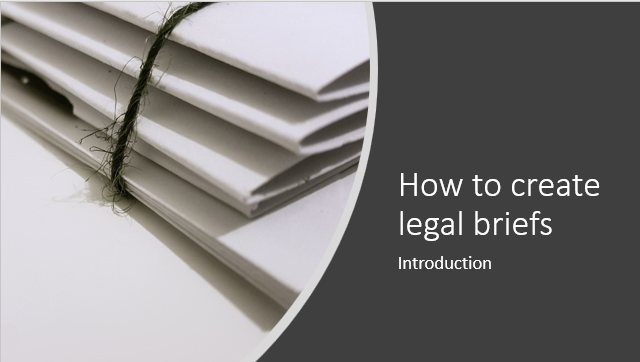 How to create
legal briefs
Introduction